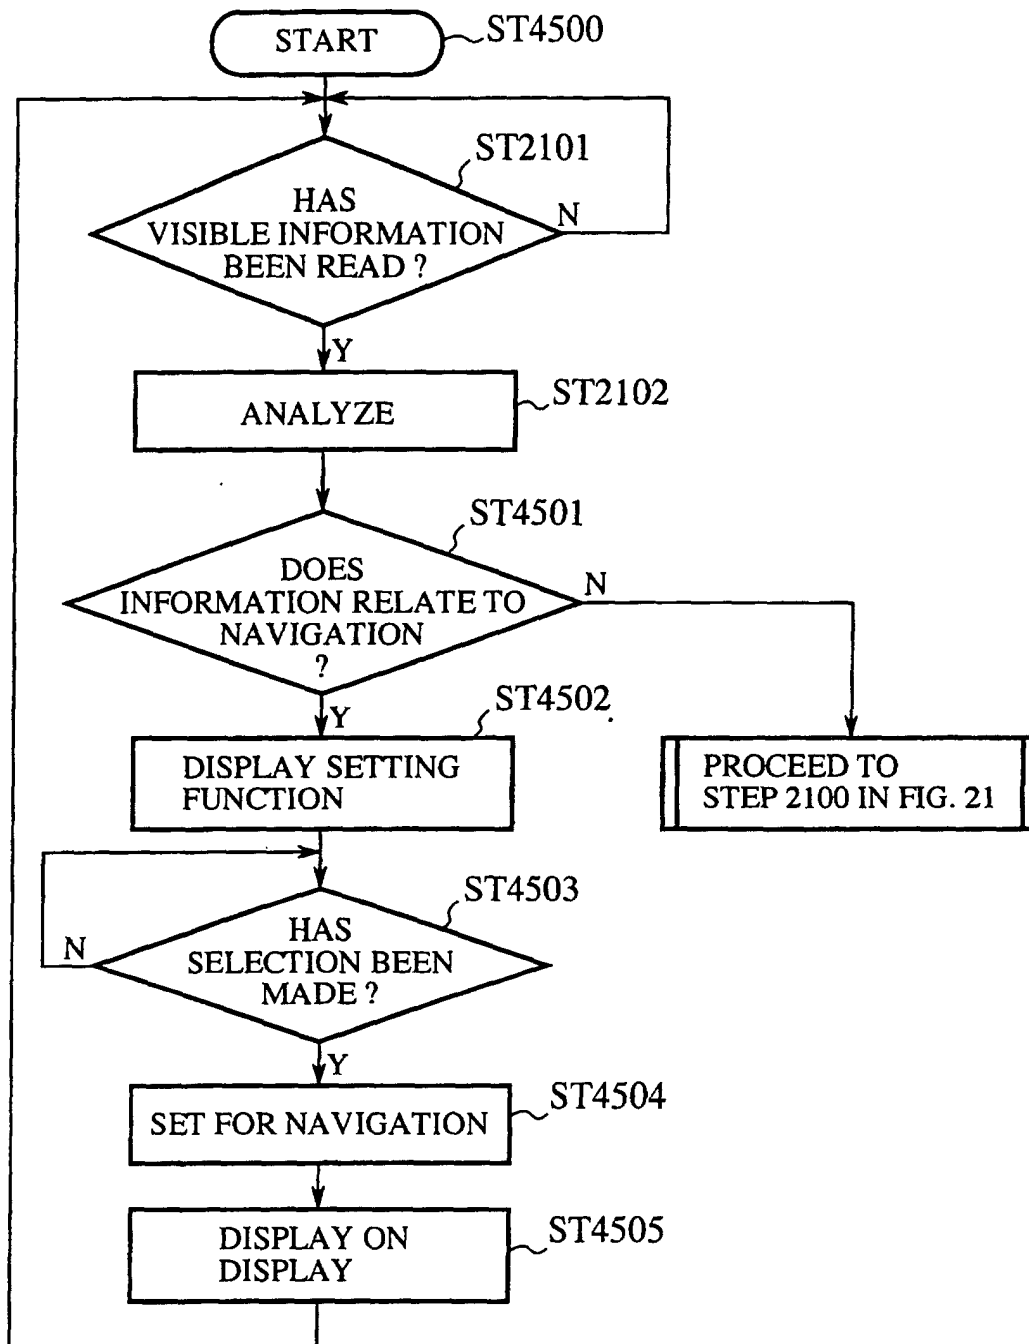 START
ST4500
ST2101
HAS
VISIBLE INFORMATION
BEEN READ ?
N
Y
ANALYZE
ST2102
ST4501
DOES
INFORMATION RELATE TO
NAVIGATION
?
N
Y
ST4502
DISPLAY SETTING
FUNCTION
PROCEED TO
STEP 2100 IN FIG. 21
ST4503
HAS
SELECTION BEEN
MADE ?
N
Y
ST4504
SET FOR NAVIGATION
ST4505
DISPLAY ON
DISPLAY